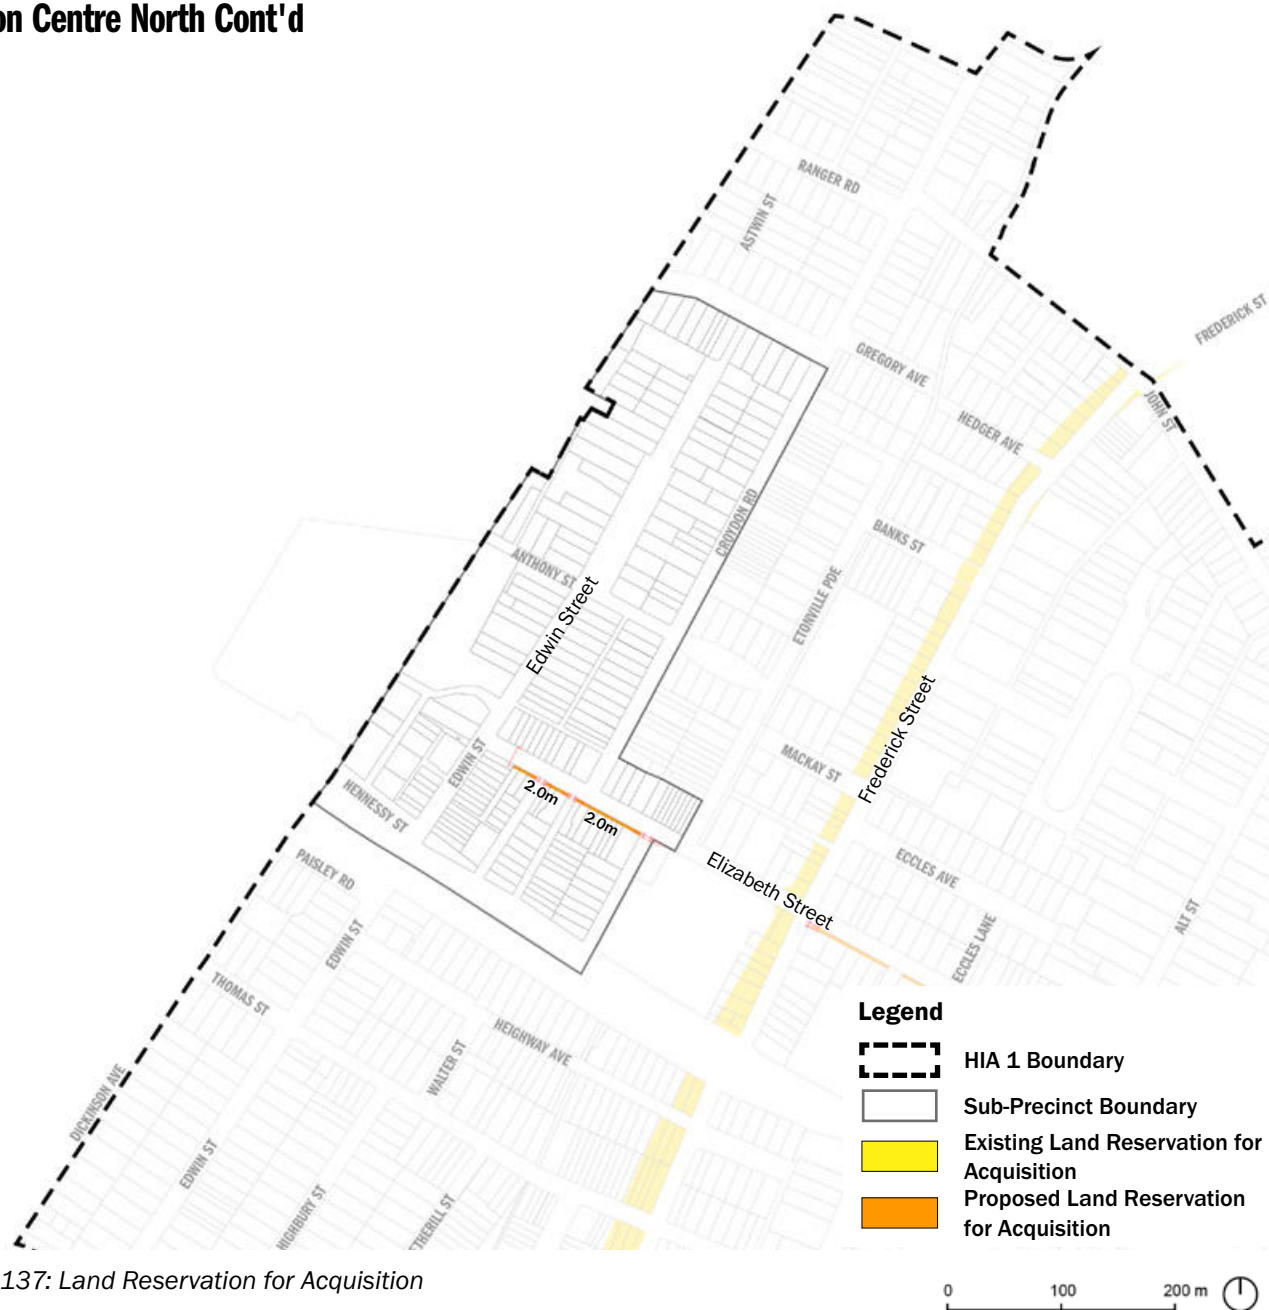 on Centre North Cont'd
RANGER RD
ASTWIN ST
FREDERICK ST
GREGORY AVE
JOHN ST
HEDGER AVE
CROYDON RD
BANKS ST
ANTHONY ST
ETONVILLE PDE
Edwin Street
Frederick Street
EDWIN ST
MACKAY ST
2.0m
2.0m
HENNESSY ST
Elizabeth Street
ECCLES AVE
PAISLEY RD
ALT ST
EDWIN ST
ECCLES LANE
THOMAS ST
HEIGHWAY AVE
WALTER ST
DICKINSON AVE
EDWIN ST
HIGHBURY ST
THERILL ST
Legend
HIA 1 Boundary
Sub-Precinct Boundary
Existing Land Reservation for
Acquisition
Proposed Land Reservation
for Acquisition
137: Land Reservation for Acquisition
0 100 200 m